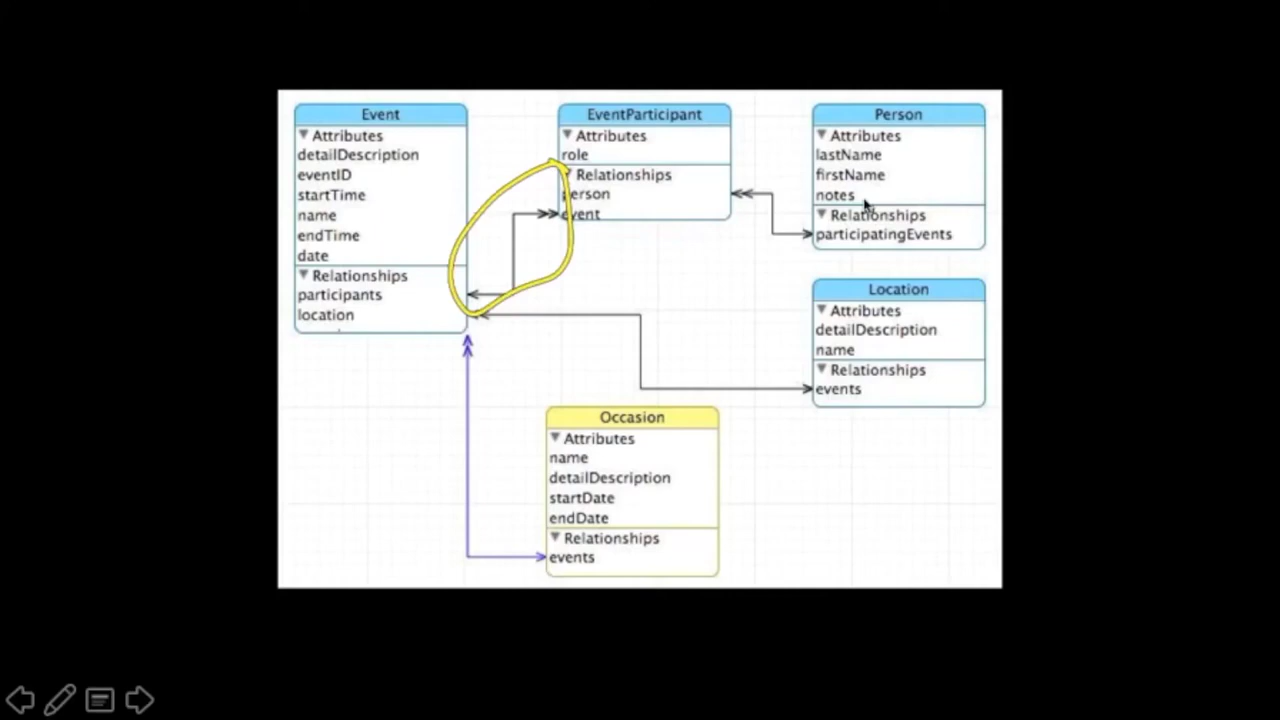 Event
Attributes
detailDescription
eventID
startTime
name
endTime
date
Relationships
participants
location
EventParticipant
Attributes
role
Relationships
person
event
Person
Attributes
lastName
firstName
notes
Relationships
participatingEvents
Location
Attributes
detailDescription
name
Relationships
events
Occasion
Attributes
name
detailDescription
startDate
endDate
Relationships
events